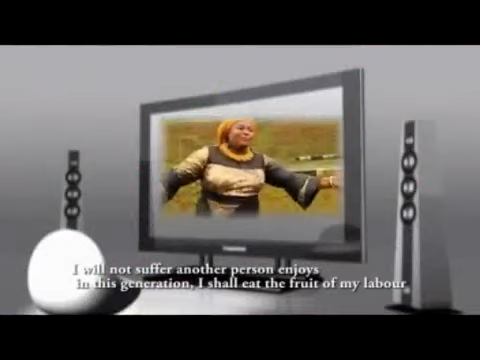 I will not suffer another person enjoys
in this generation, I shall eat the fruit of my labour